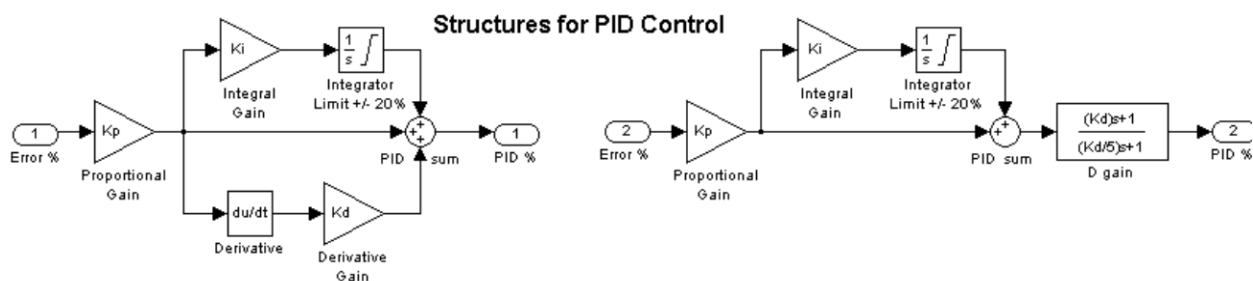 Structures for PID Control
Ki
1
s
Integral
Gain
Integrator
Limit +/- 20%
1
Error %
Kp
Proportional
Gain
+
+
+
PID sum
1
PID %
du/dt
Derivative
Kd
Derivative
Gain
Ki
1
s
Integral
Gain
Integrator
Limit +/- 20%
2
Error %
Kp
Proportional
Gain
+
+
PID sum
(Kd)s+1
(Kd/5)s+1
D gain
2
PID %